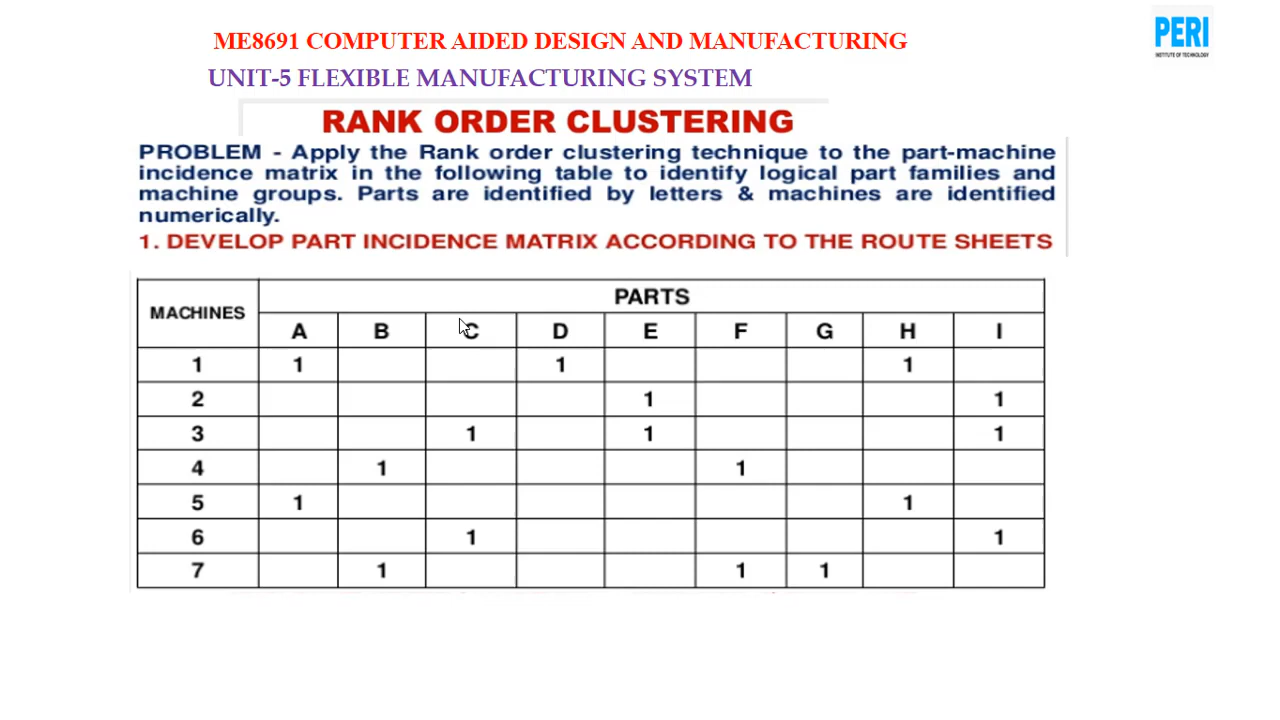 ME8691 COMPUTER AIDED DESIGN AND MANUFACTURING
PERI
INSTITUTE OF TECHNOLOGY
UNIT-5 FLEXIBLE MANUFACTURING SYSTEM
RANK ORDER CLUSTERING
PROBLEM - Apply the Rank order clustering technique to the part-machine
incidence matrix in the following table to identify logical part families and
machine groups. Parts are identified by letters & machines are identified
numerically.
1. DEVELOP PART INCIDENCE MATRIX ACCORDING TO THE ROUTE SHEETS
MACHINES PARTS
A B C D E F G H I
1 1 1 1
2 1 1
3 1 1 1
4 1 1
5 1 1
6 1 1
7 1 1 1